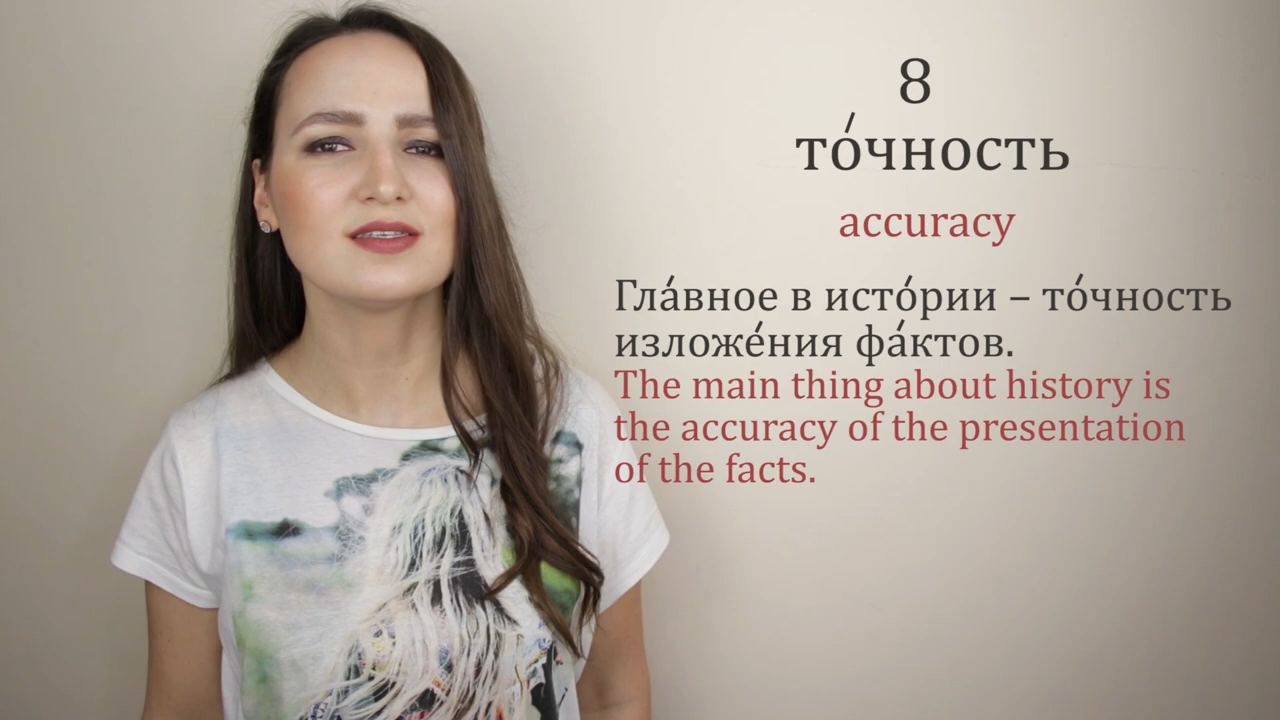 8
то́чность
accuracy
Гла́вное в исто́рии – то́чность
изложе́ния фа́ктов.
The main thing about history is
the accuracy of the presentation
of the facts.